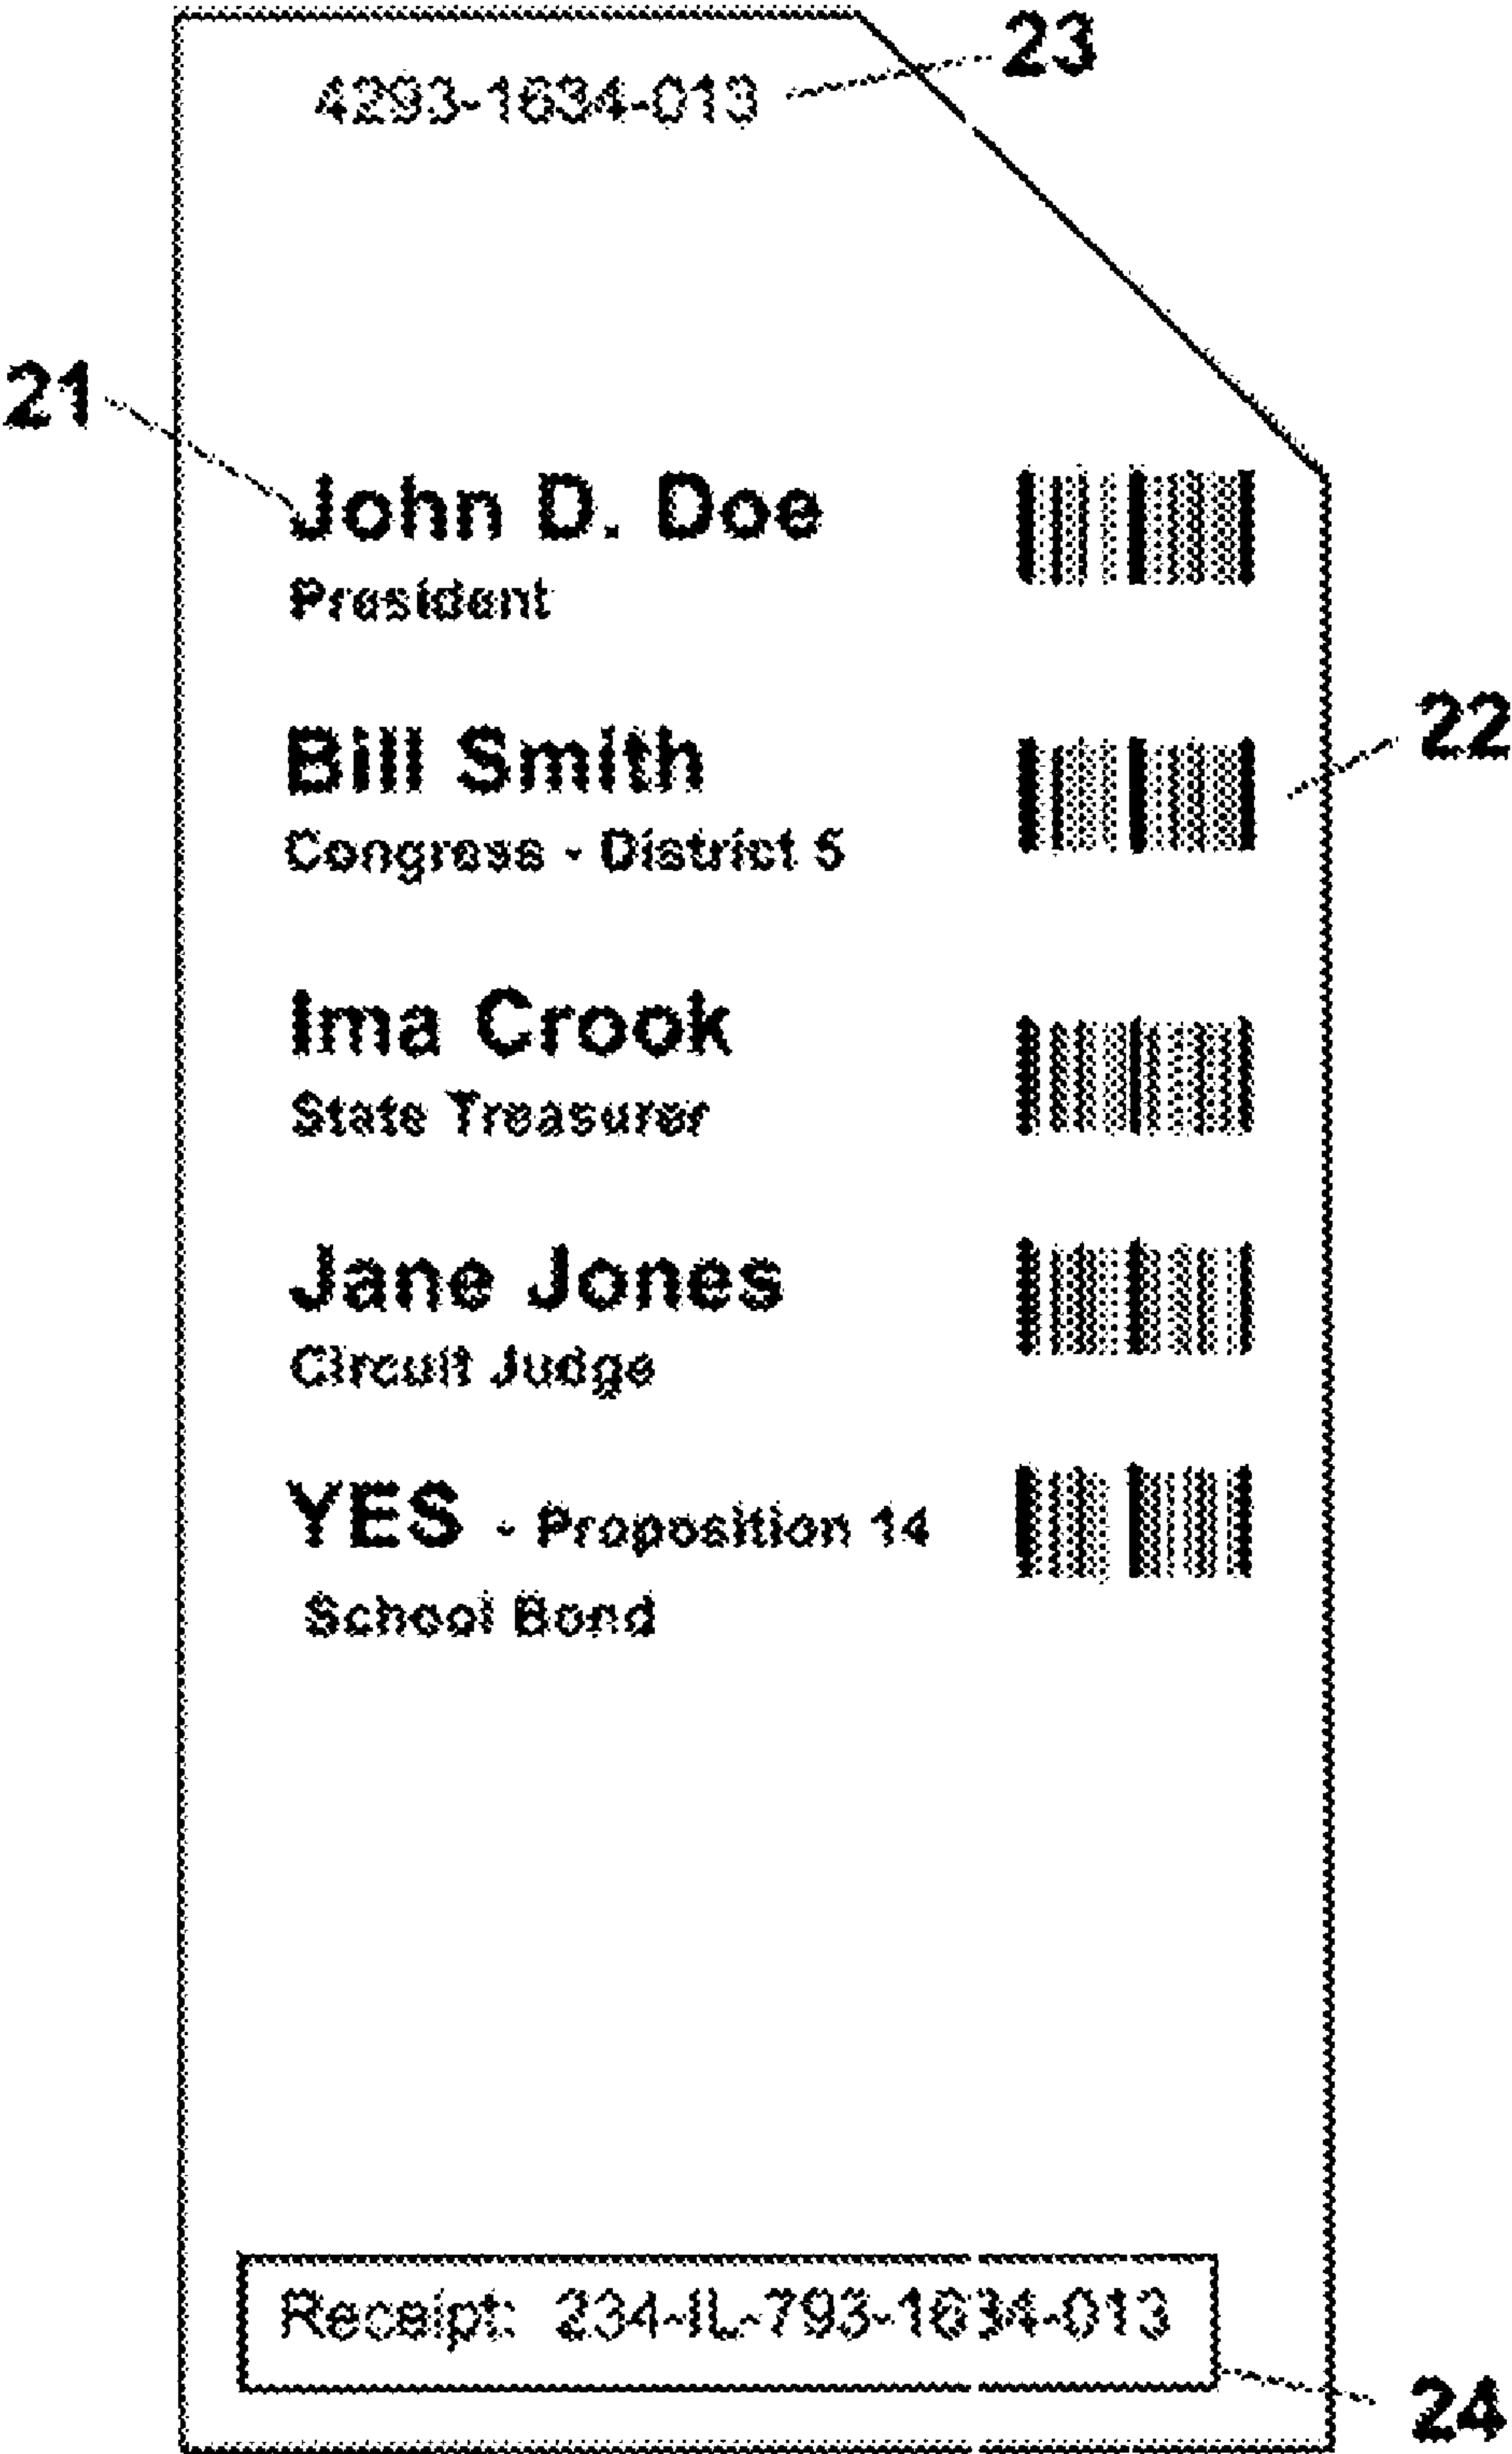 23
4293-1634-013
21
John D. Doe
President
22
Bill Smith
Congress - District 5
Ima Crook
State Treasurer
Jane Jones
Circuit Judge
YES - Proposition 14
School Bond
Receipt: 234-IL-793-1634-013
24